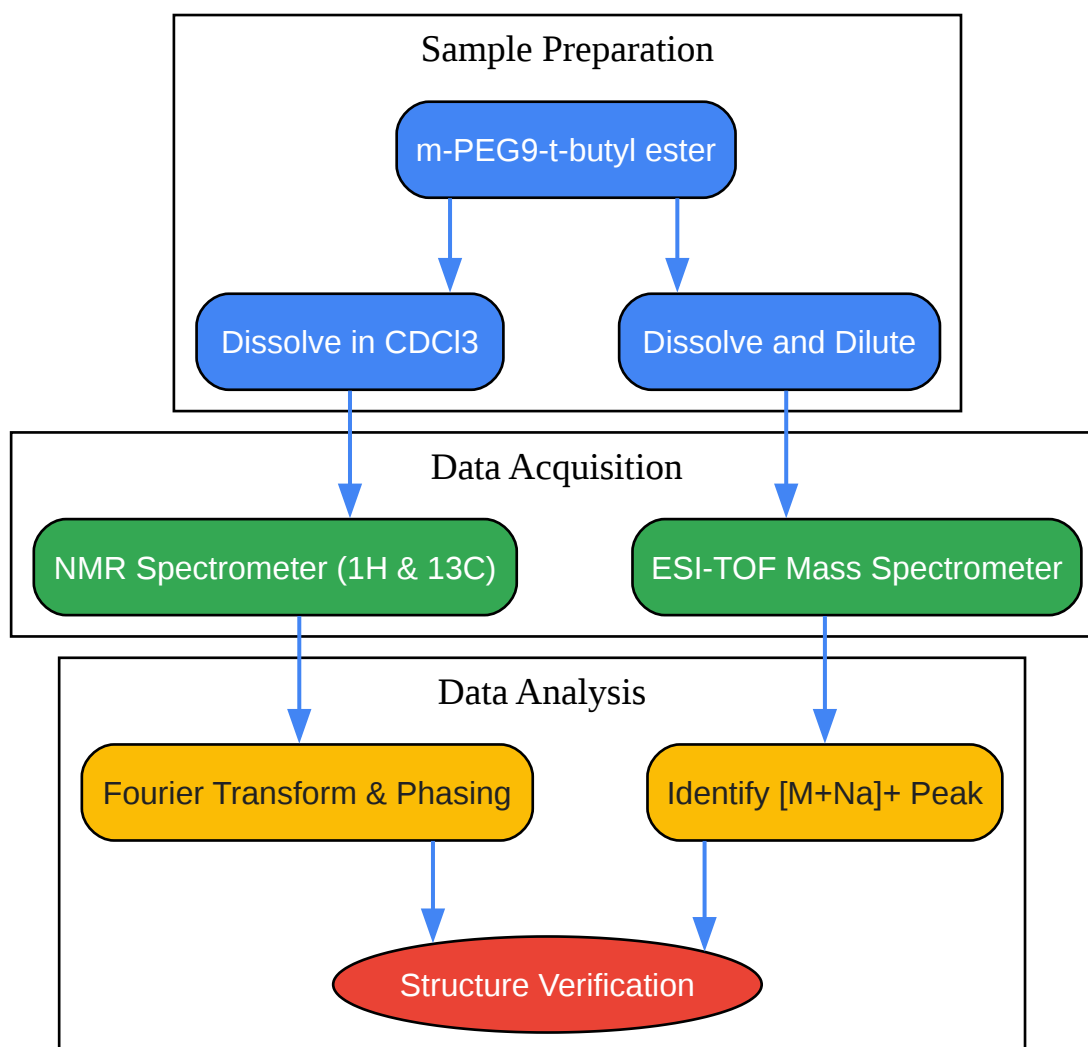 Sample Preparation
m-PEG9-t-butyl ester
Dissolve in CDCl3
Dissolve and Dilute
Data Acquisition
NMR Spectrometer (1H & 13C)
ESI-TOF Mass Spectrometer
Data Analysis
Fourier Transform & Phasing
Identify [M+Na]+ Peak
Structure Verification